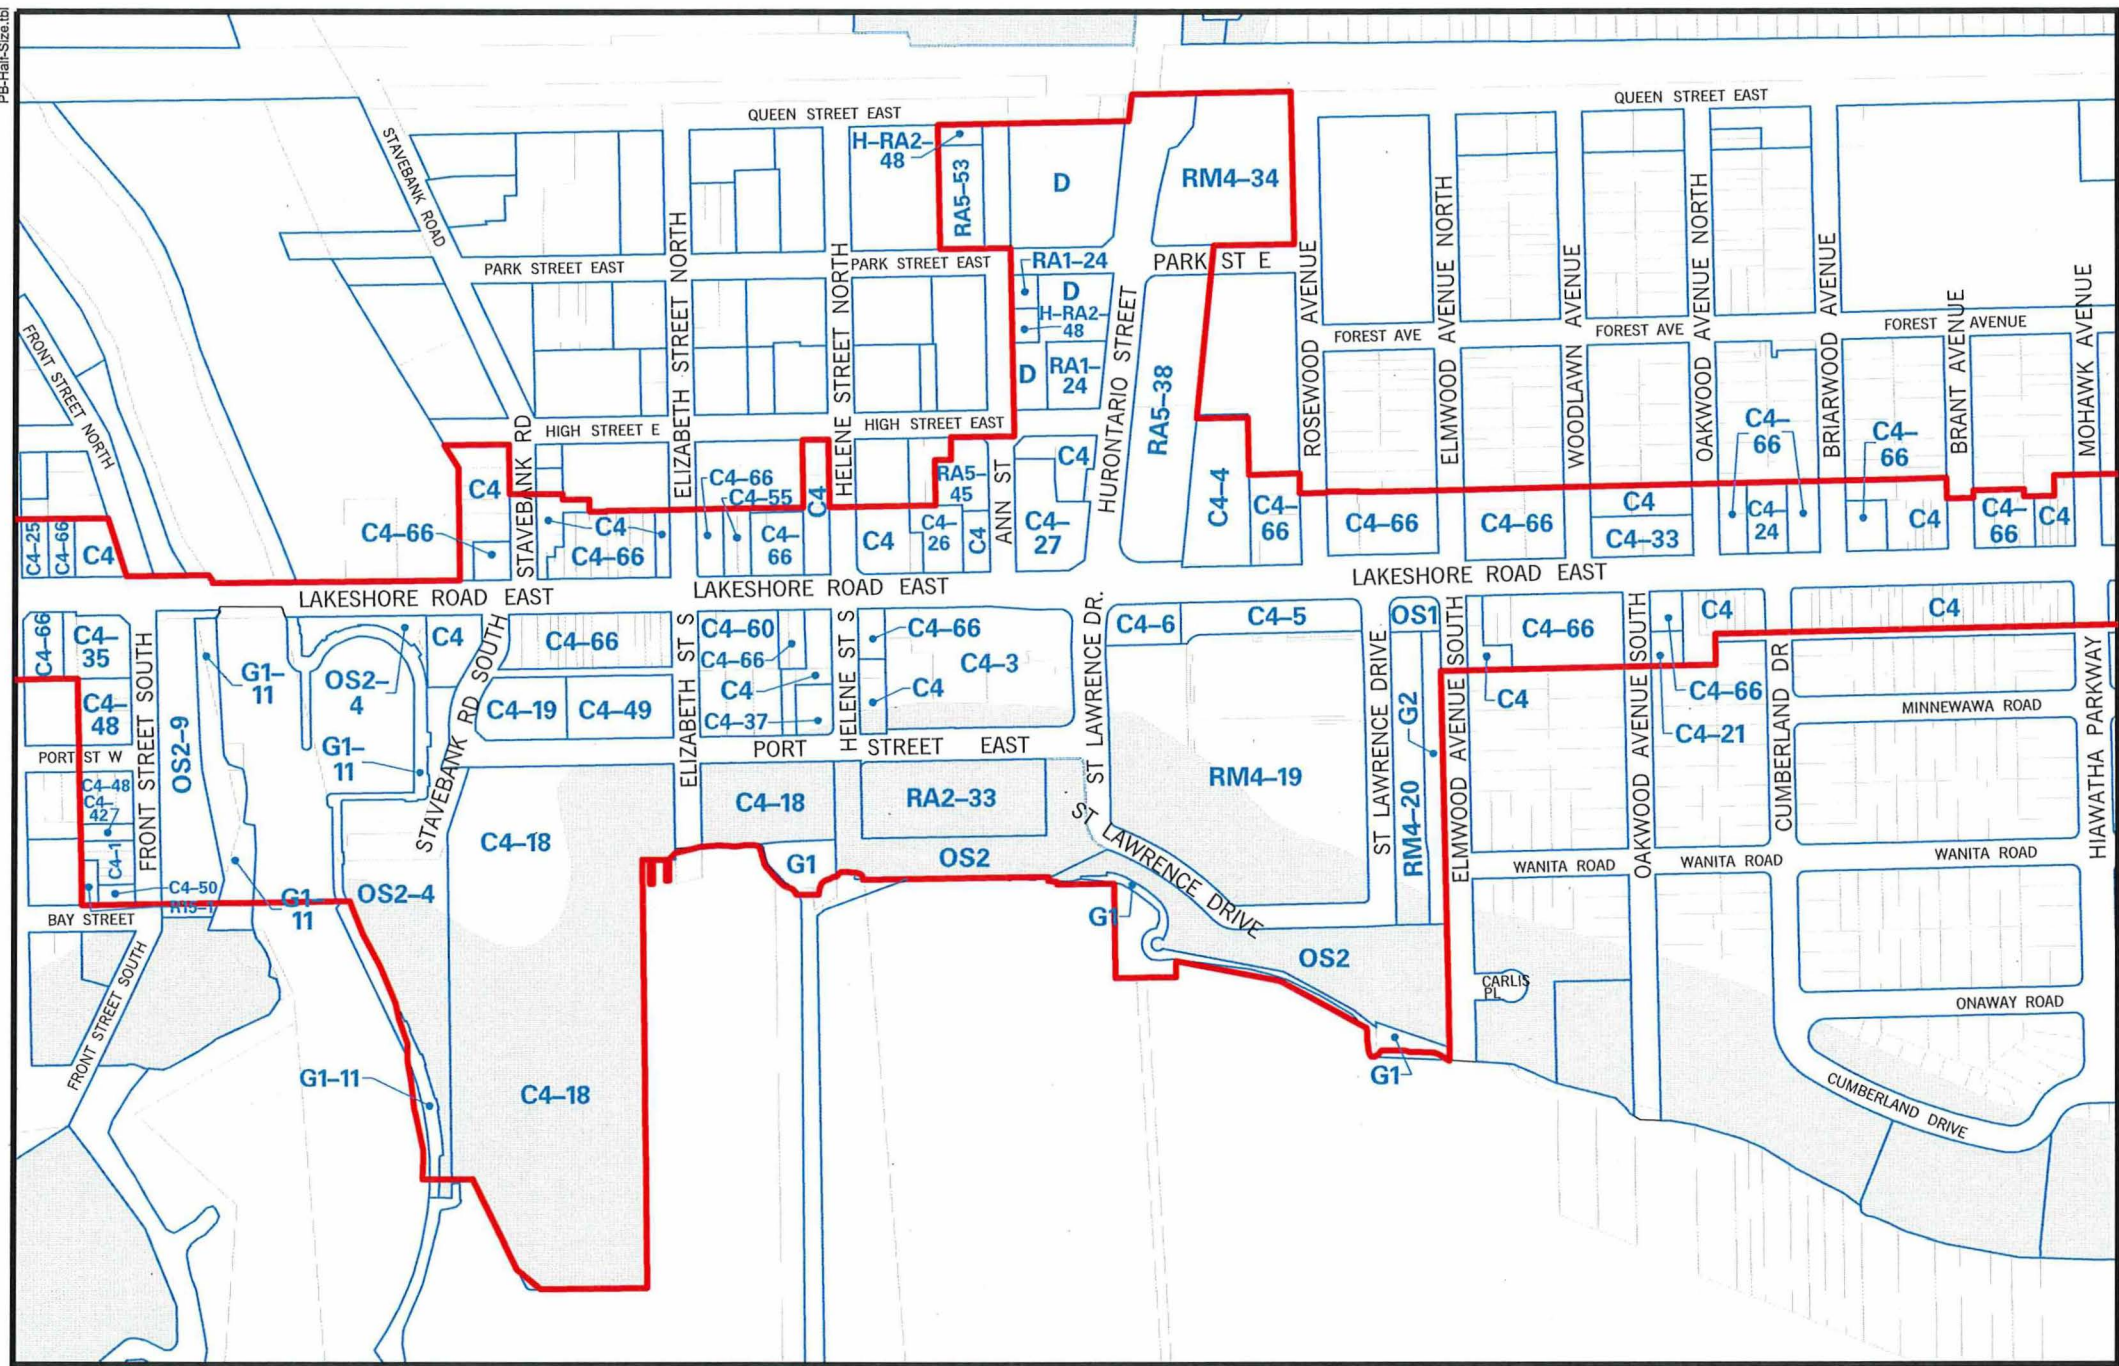 PB-Half-Size.tbl
QUEEN STREET EAST
QUEEN STREET EAST
STAVEBANK ROAD
H-RA2-
48
RA5-53
D
RM4-34
ELIZABETH STREET NORTH
HELENE STREET NORTH
PARK STREET EAST
PARK STREET EAST
RA1-24
PARK ST E
D
H-RA2-
48
D
RA1-
24
HURONTARIO STREET
RA5-38
ROSEWOOD AVENUE
ELMWOOD AVENUE NORTH
WOODLAWN AVENUE
OAKWOOD AVENUE NORTH
BRIARWOOD AVENUE
BRANT AVENUE
MOHAWK AVENUE
FOREST AVE
FOREST AVE
FOREST AVENUE
FRONT STREET NORTH
HIGH STREET E
HIGH STREET EAST
STAVEBANK RD
C4-
66
C4-
66
C4
C4-66
C4-55
C4
RA5-
45
ANN ST
C4
C4-25
C4-66
C4
C4-66
C4
C4-66
C4-
66
C4
C4-
26
C4
C4-
27
C4-4
C4-
66
C4-66
C4-66
C4
C4-33
C4-
24
C4
C4-
66
C4
LAKESHORE ROAD EAST
LAKESHORE ROAD EAST
LAKESHORE ROAD EAST
C4-66
C4-
35
C4-
48
FRONT STREET SOUTH
OS2-9
G1-
11
OS2-
4
C4
G1-
11
STAVEBANK RD SOUTH
C4-66
C4-19
C4-49
ELIZABETH ST S
C4-60
C4-66
C4
C4-37
HELENE ST S
C4-66
C4-3
C4
ST LAWRENCE DR.
C4-6
C4-5
OS1
ST LAWRENCE DRIVE
G2
RM4-20
ELMWOOD AVENUE SOUTH
C4-66
C4
OAKWOOD AVENUE SOUTH
C4
C4-66
C4-21
CUMBERLAND DR
C4
HIAWATHA PARKWAY
MINNEWAWA ROAD
PORT ST W
PORT STREET EAST
C4-48
C4-
427
C4-1
C4-50
R15-1
BAY STREET
G1-
11
OS2-4
C4-18
C4-18
RA2-33
G1
OS2
RM4-19
ST LAWRENCE DRIVE
G1
OS2
G1
WANITA ROAD
WANITA ROAD
WANITA ROAD
CARLIS
PL
ONAWAY ROAD
CUMBERLAND DRIVE
FRONT STREET SOUTH
G1-11
C4-18